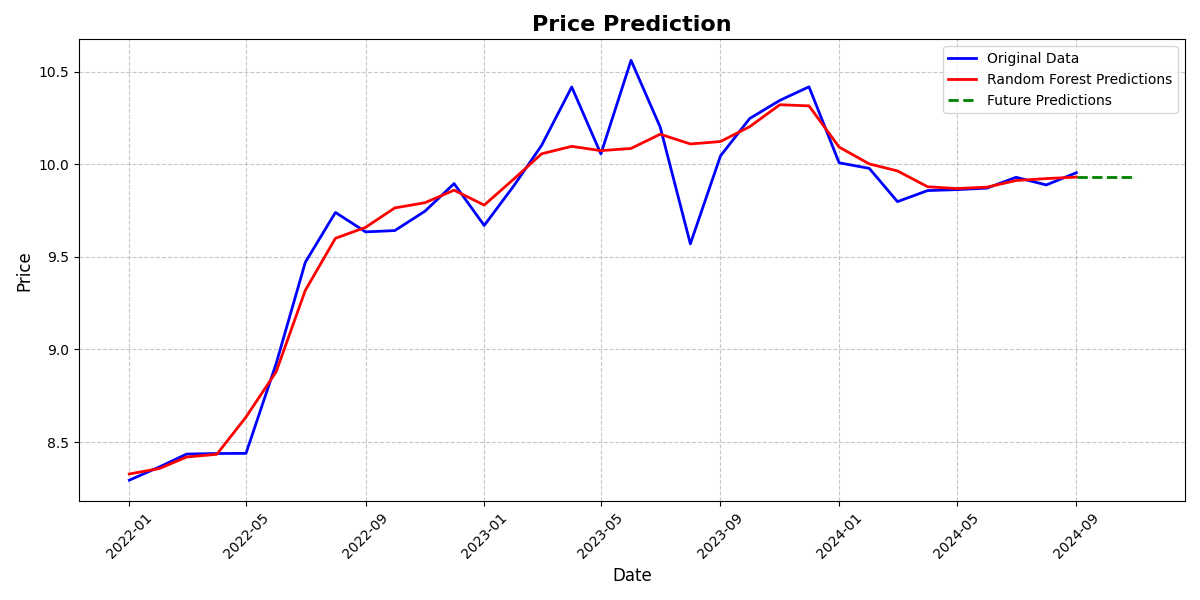 Price Prediction
Original Data
Random Forest Predictions
Future Predictions
Price
10.5
10.0
9.5
9.0
8.5
2022-01
2022-05
2022-09
2023-01
2023-05
2023-09
2024-01
2024-05
2024-09
Date